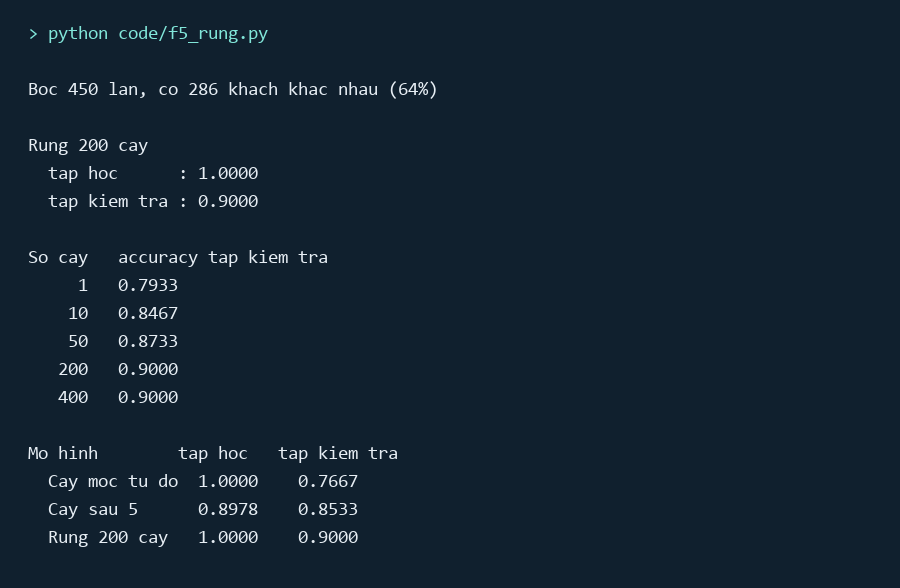 > python code/f5_rung.py
Boc 450 lan, co 286 khach khac nhau (64%)
Rung 200 cay
  tap hoc      : 1.0000
  tap kiem tra : 0.9000
So cay   accuracy tap kiem tra
     1   0.7933
    10   0.8467
    50   0.8733
   200   0.9000
   400   0.9000
Mo hinh        tap hoc   tap kiem tra
  Cay moc tu do  1.0000    0.7667
  Cay sau 5      0.8978    0.8533
  Rung 200 cay   1.0000    0.9000